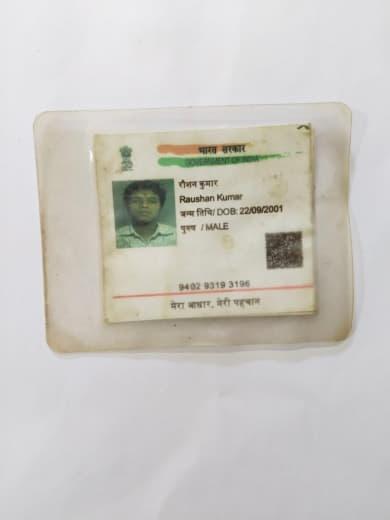 भारत सरकार
GOVERNMENT OF INDIA
रौशन कुमार
Raushan Kumar
जन्म तिथि/ DOB: 22/09/2001
पुरुष / MALE
9402 9319 3196
मेरा आधार, मेरी पहचान